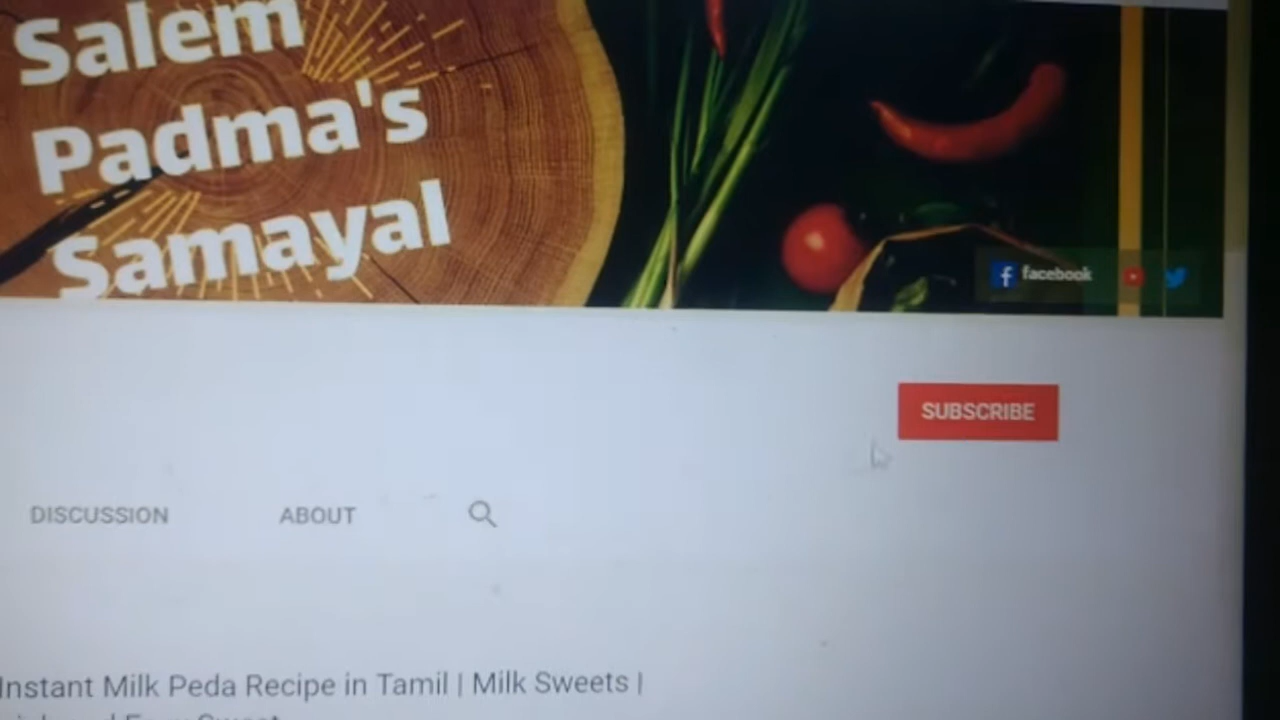 Salem
Padma's
Samayal
facebook
SUBSCRIBE
DISCUSSION
ABOUT
Instant Milk Peda Recipe in Tamil | Milk Sweets |